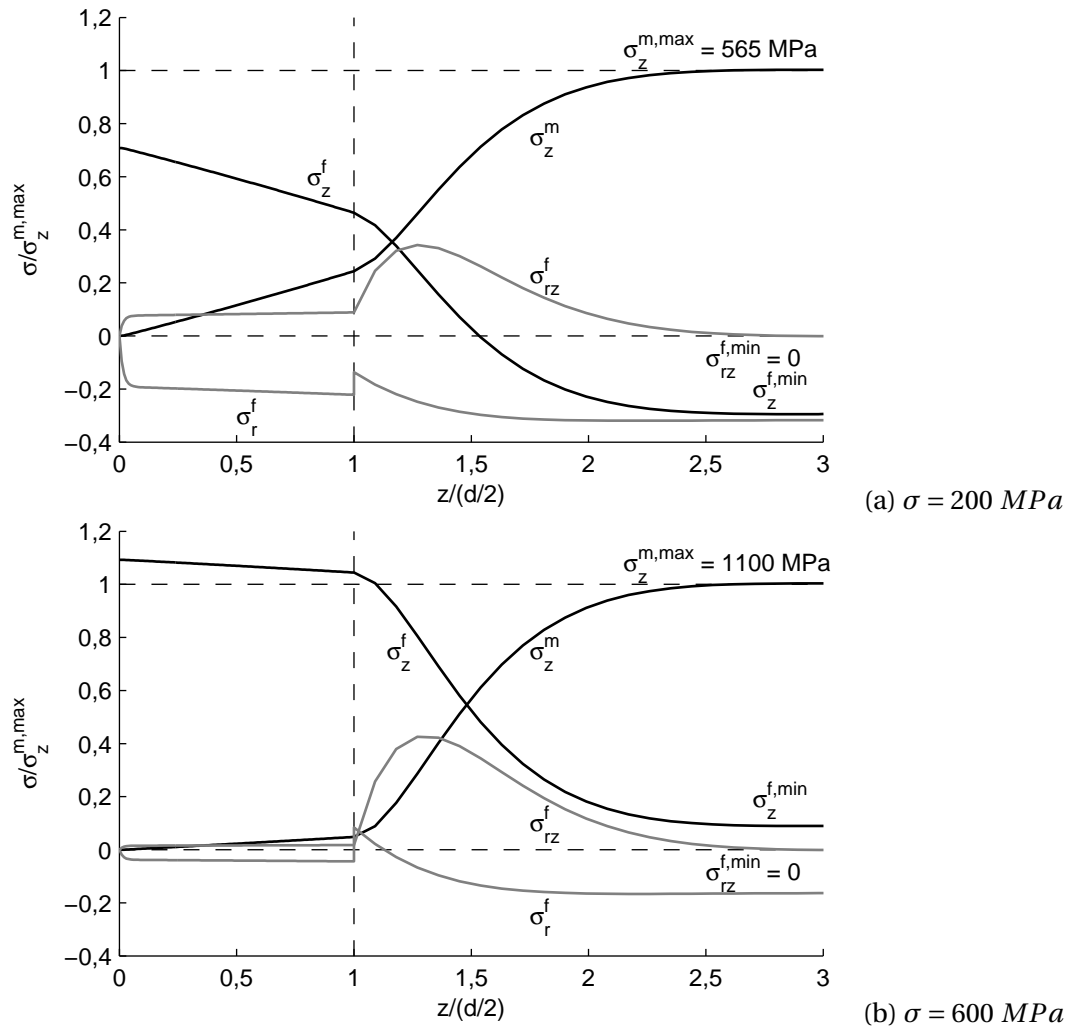 1,2
σ_z^{m,max} = 565 MPa
1
σ_z^m
0,8
σ_z^f
0,6
0,4
σ_rz^f
0,2
0
σ_rz^{f,min} = 0
σ_z^{f,min}
−0,2
σ_r^f
−0,4
σ/σ_z^{m,max}
0 0,5 1 1,5 2 2,5 3
z/(d/2)
(a) σ = 200 MPa
1,2
σ_z^{m,max} = 1100 MPa
1
σ_z^f σ_z^m
0,8
0,6
0,4
σ_z^{f,min}
0,2
σ_rz^f
0
σ_rz^{f,min} = 0
−0,2
σ_r^f
−0,4
σ/σ_z^{m,max}
0 0,5 1 1,5 2 2,5 3
z/(d/2)
(b) σ = 600 MPa